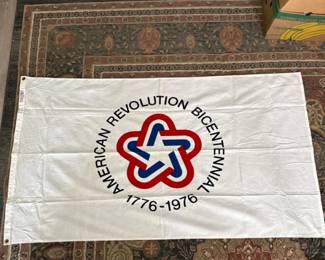 AMERICAN REVOLUTION BICENTENNIAL
1776-1976